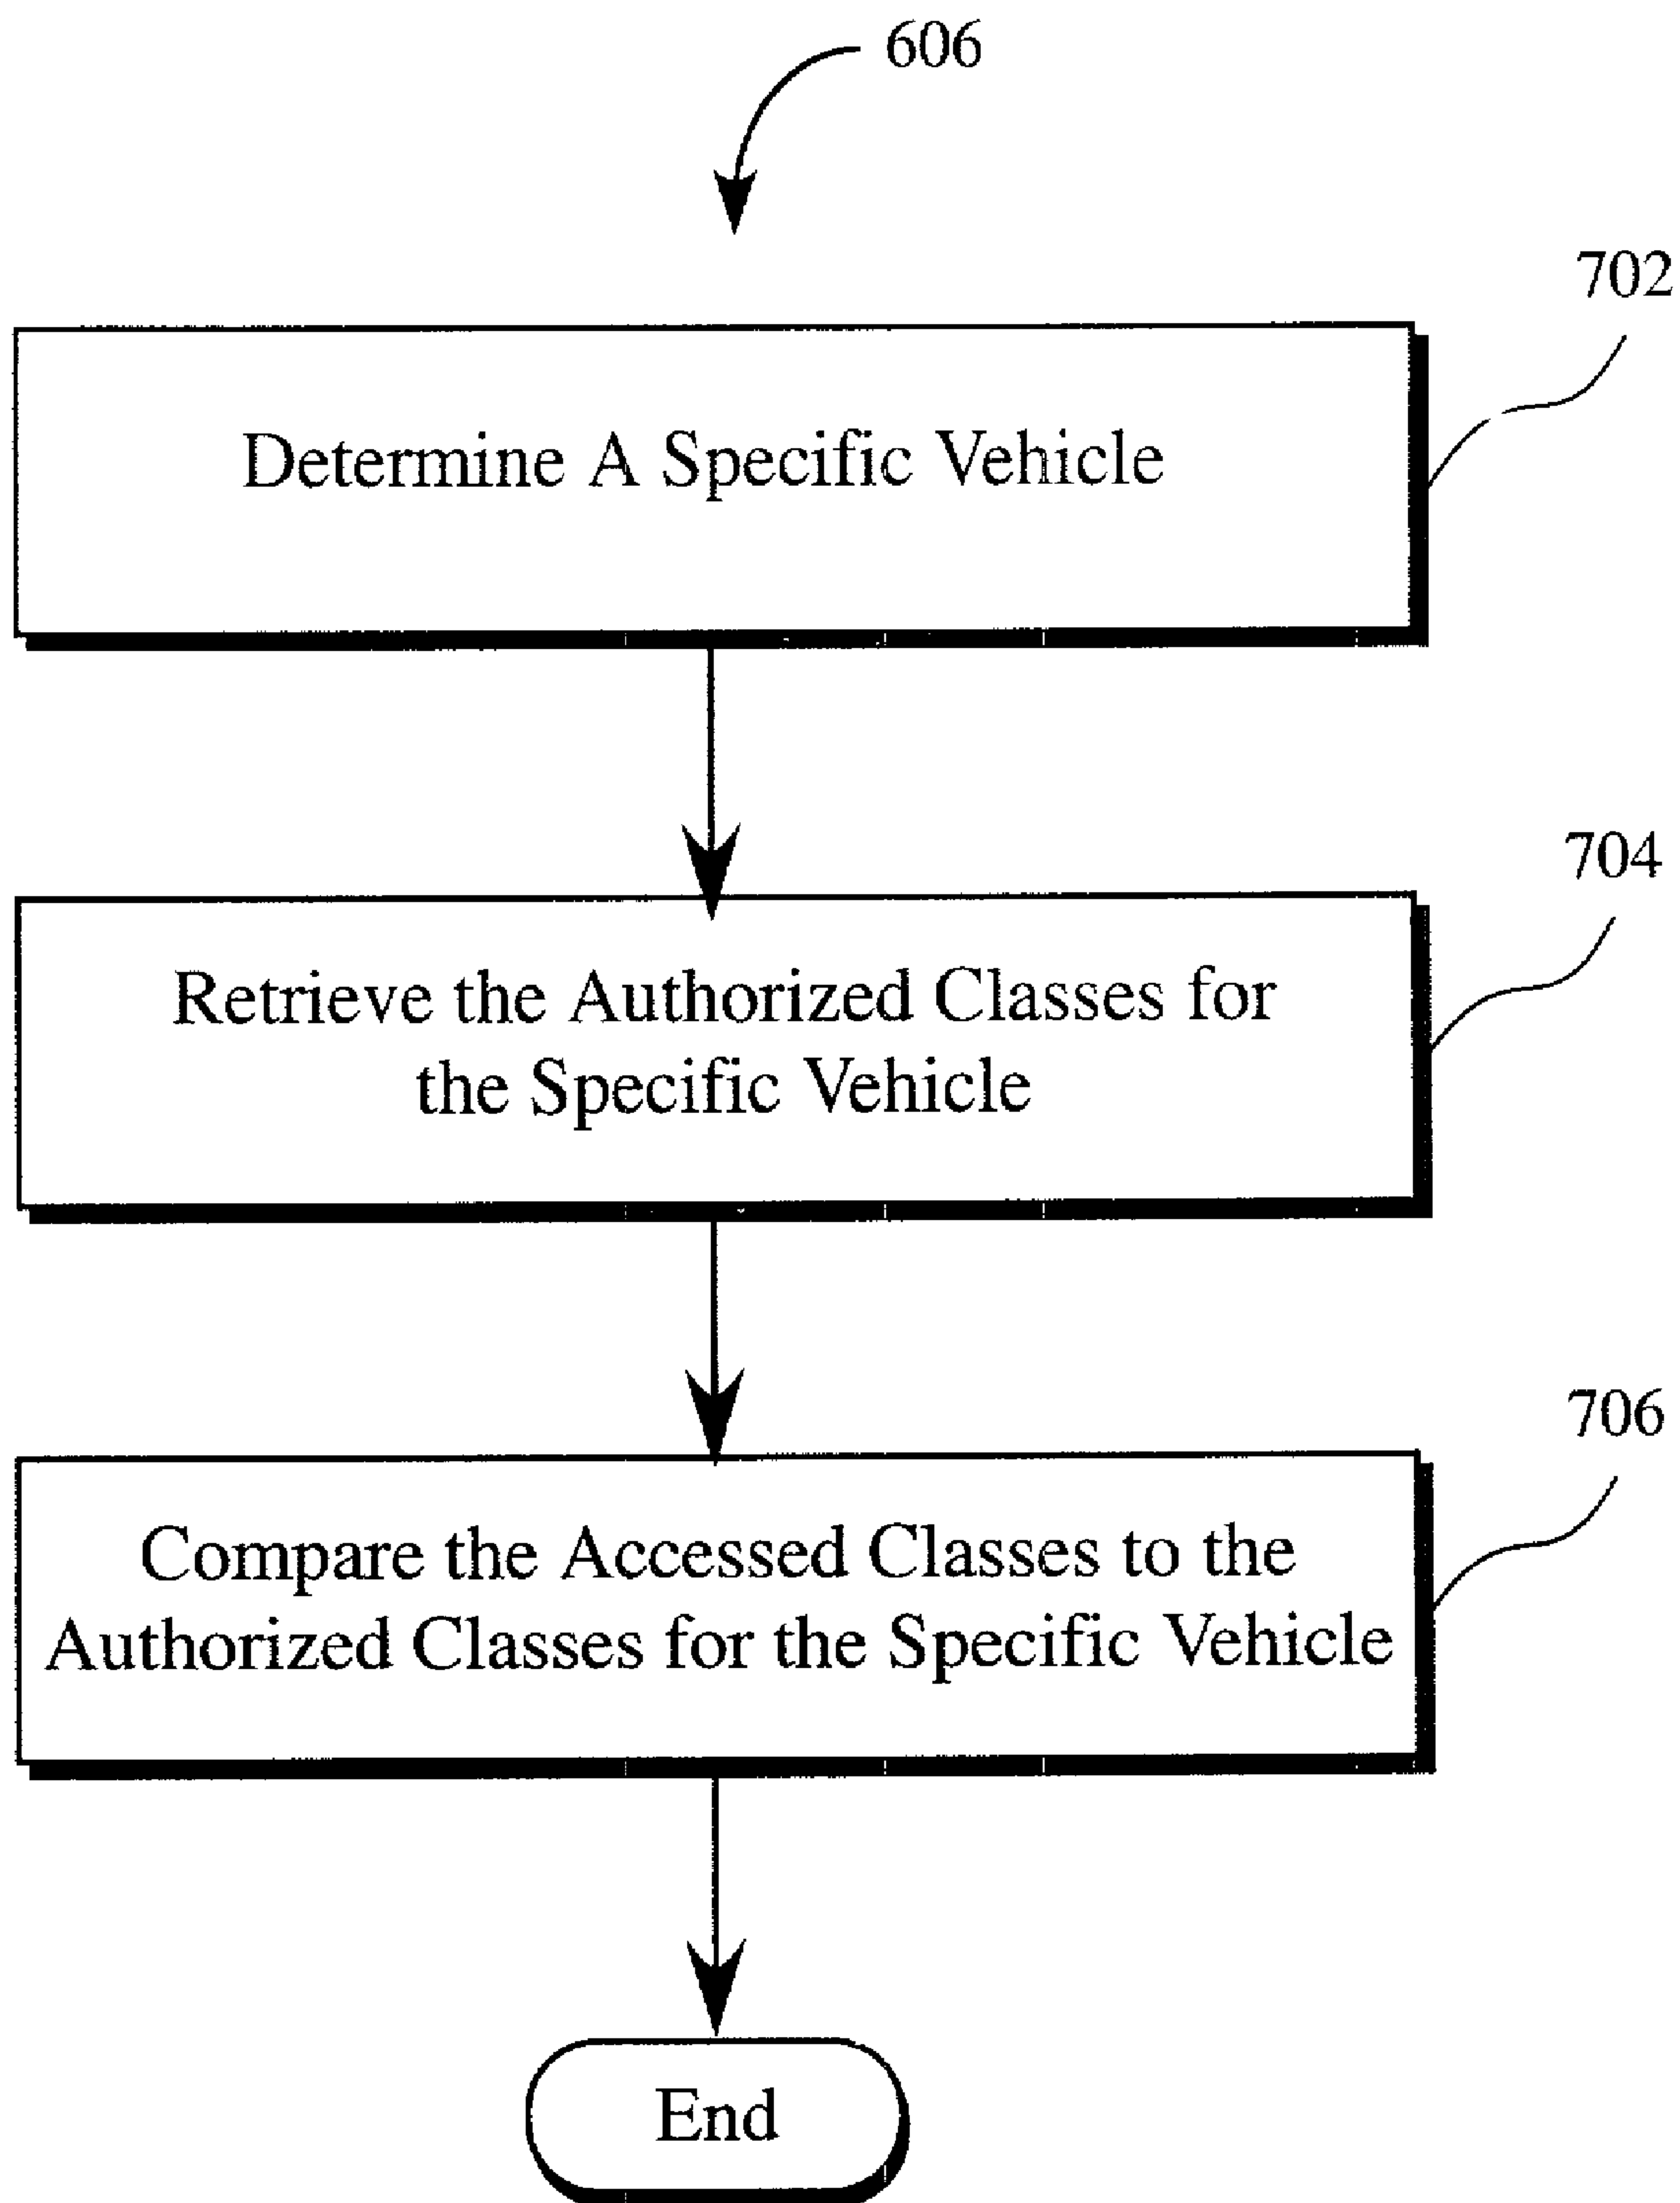 606
702
Determine A Specific Vehicle
704
Retrieve the Authorized Classes for
the Specific Vehicle
706
Compare the Accessed Classes to the
Authorized Classes for the Specific Vehicle
End